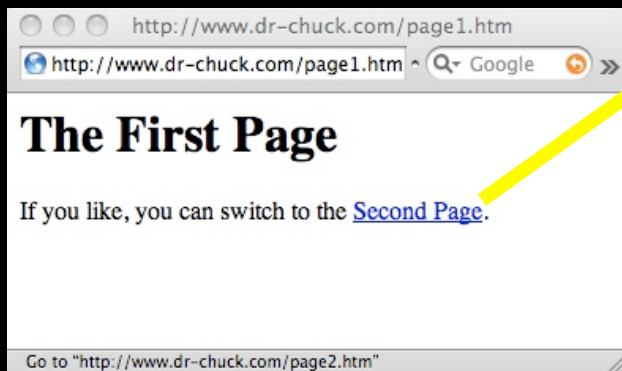 http://www.dr-chuck.com/page1.htm
http://www.dr-chuck.com/page1.htm Google
The First Page
If you like, you can switch to the Second Page.
Go to "http://www.dr-chuck.com/page2.htm"